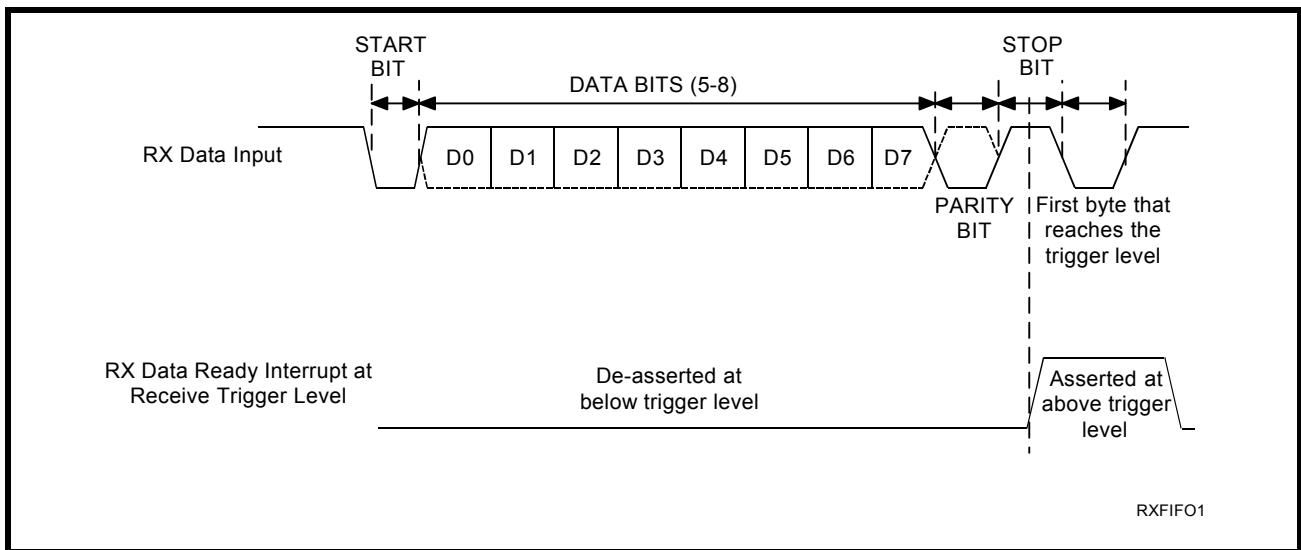 START
BIT
STOP
BIT
DATA BITS (5-8)
RX Data Input
D0 D1 D2 D3 D4 D5 D6 D7
PARITY
BIT
First byte that
reaches the
trigger level
RX Data Ready Interrupt at
Receive Trigger Level
De-asserted at
below trigger level
Asserted at
above trigger
level
RXFIFO1